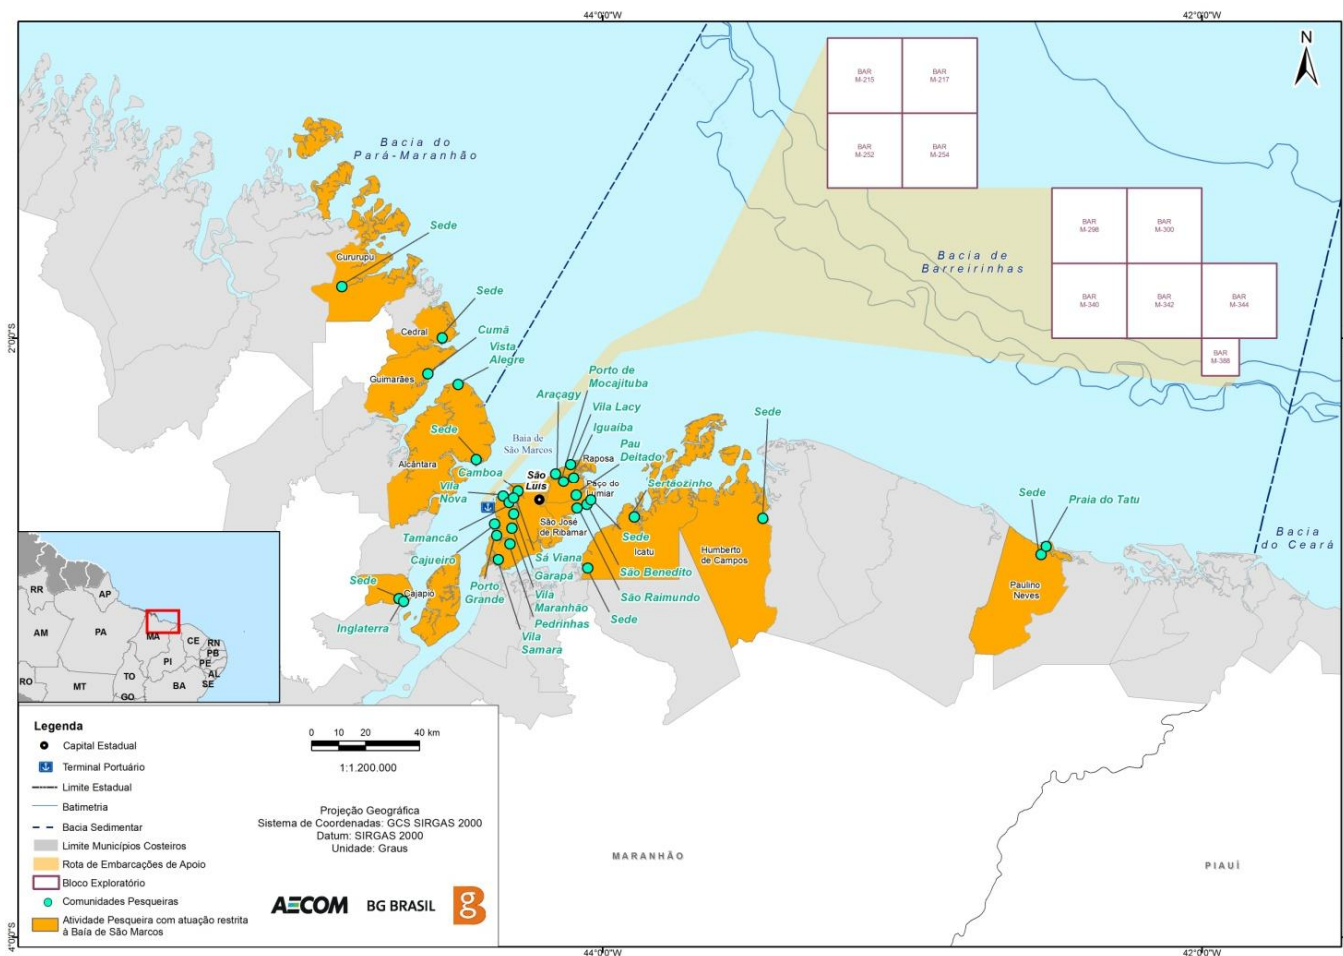 44°0'0"W
42°0'0"W
N
BAR
M-215
BAR
M-217
BAR
M-252
BAR
M-254
Bacia do
Pará-Maranhão
Sede
Cururupu
BAR
M-298
BAR
M-300
Bacia de
Barreirinhas
BAR
M-340
BAR
M-342
BAR
M-344
BAR
M-388
2°0'0"S
Sede
Cedral
Cumã
Vista
Alegre
Guimarães
Porto de
Mocajituba
Araçagy
Vila Lacy
Iguaíba
Pau
Deitado
Sede
Sede
Baía de
São Marcos
Alcântara
Camboa
São
Luís
Raposa
Paço do
Lumiar
Sertãozinho
Vila
Nova
Sede
Praia do Tatu
Bacia
do Ceará
São José
de Ribamar
Tamancão
Sede
Icatu
Humberto
de Campos
Cajueiro
Sá Viana
São Benedito
Sede
Cajapió
Porto
Grande
Garapá
São Raimundo
Paulino
Neves
Vila
Maranhão
Sede
Inglaterra
Pedrinhas
Vila
Samara
RR
AP
AM
PA
MA
CE
RN
PB
PE
PI
AL
SE
TO
BA
RO
MT
GO
Legenda
Capital Estadual
Terminal Portuário
Limite Estadual
Batimetria
Bacia Sedimentar
Limite Municípios Costeiros
Rota de Embarcações de Apoio
Bloco Exploratório
Comunidades Pesqueiras
Atividade Pesqueira com atuação restrita
à Baía de São Marcos
0 10 20 40 km
1:1.200.000
Projeção Geográfica
Sistema de Coordenadas: GCS SIRGAS 2000
Datum: SIRGAS 2000
Unidade: Graus
AECOM
BG BRASIL
g
MARANHÃO
PIAUÍ
4°0'0"S
44°0'0"W
42°0'0"W